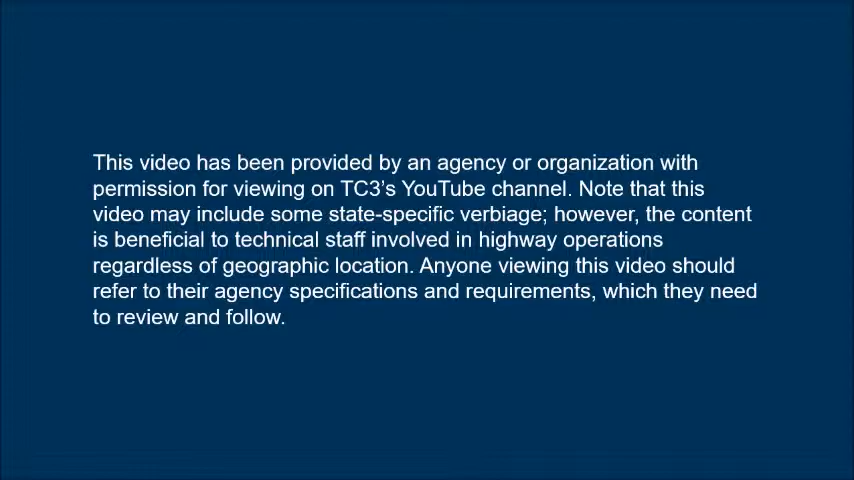 This video has been provided by an agency or organization with
permission for viewing on TC3’s YouTube channel. Note that this
video may include some state-specific verbiage; however, the content
is beneficial to technical staff involved in highway operations
regardless of geographic location. Anyone viewing this video should
refer to their agency specifications and requirements, which they need
to review and follow.